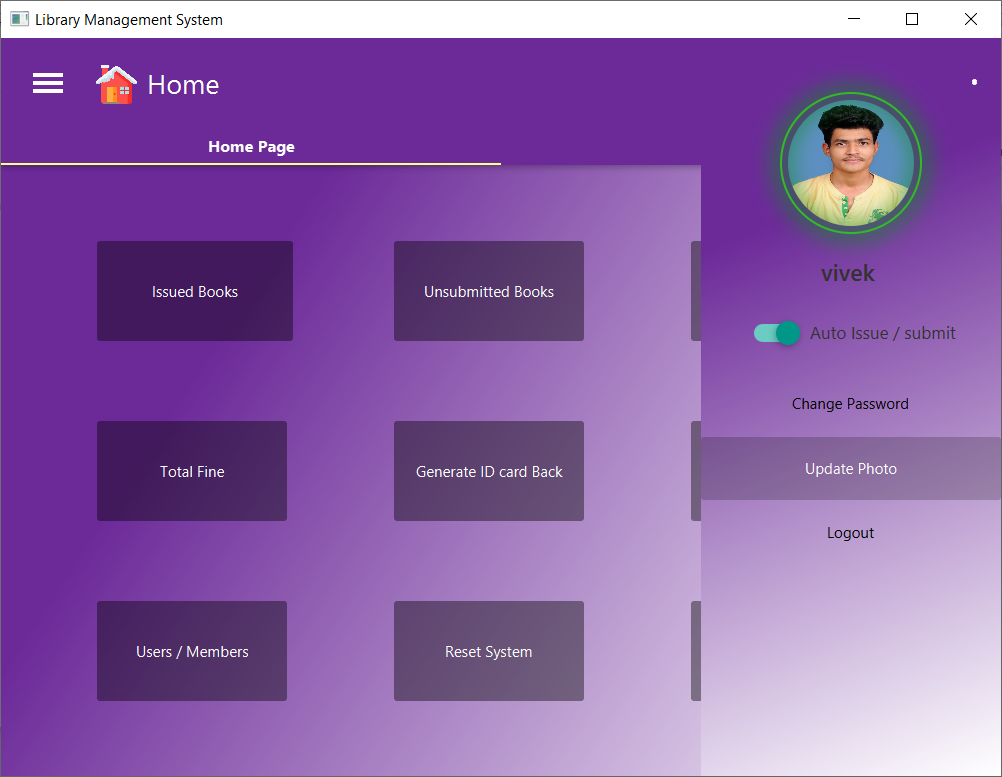 Library Management System
Home
Home Page
vivek
Auto Issue / submit
Change Password
Update Photo
Logout
Issued Books
Unsubmitted Books
Total Fine
Generate ID card Back
Users / Members
Reset System